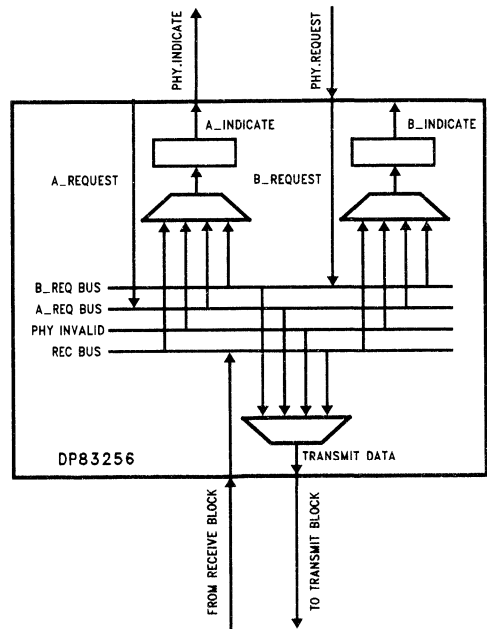 PHY.INDICATE
PHY.REQUEST
A_INDICATE
B_INDICATE
A_REQUEST
B_REQUEST
B_REQ BUS
A_REQ BUS
PHY INVALID
REC BUS
TRANSMIT DATA
DP83256
FROM RECEIVE BLOCK
TO TRANSMIT BLOCK